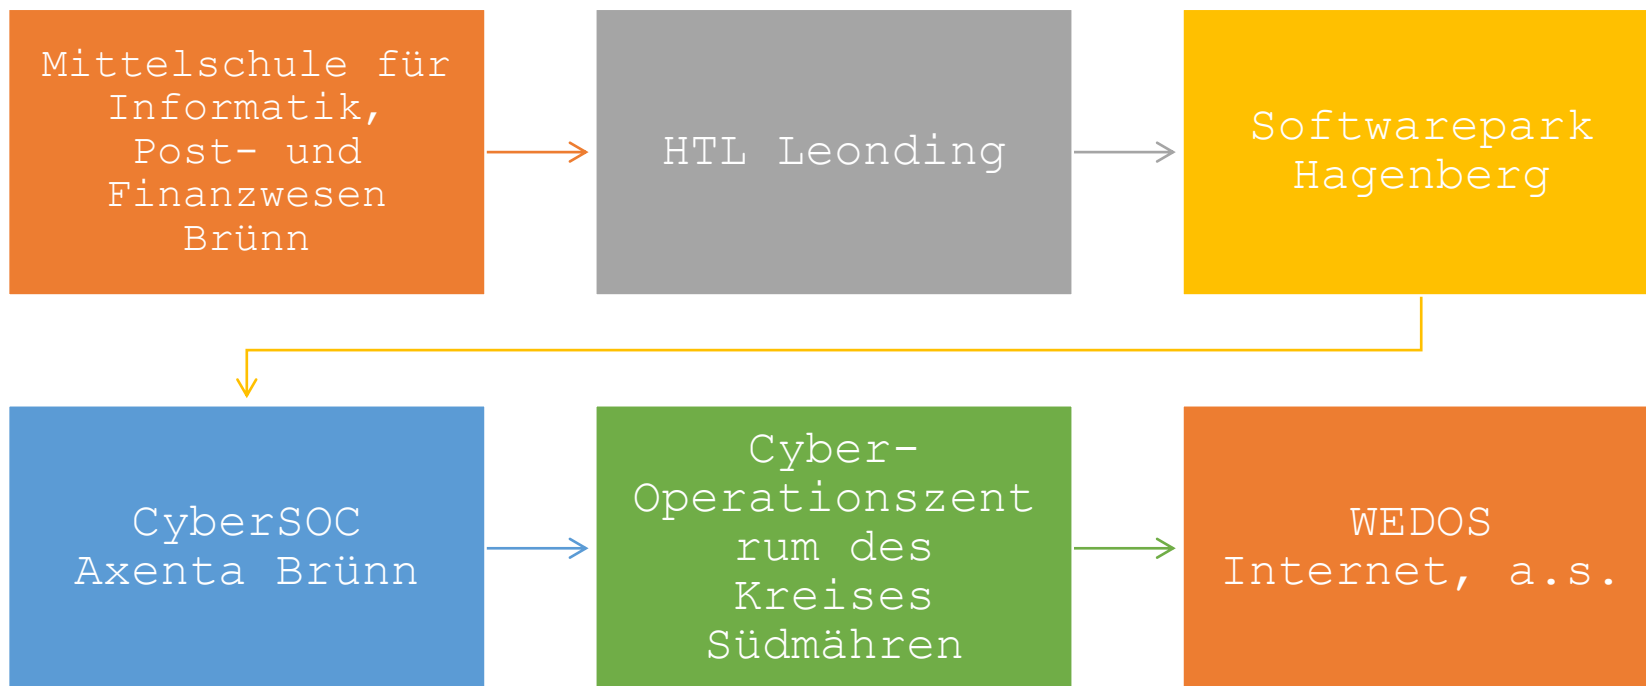 Mittelschule für
Informatik,
Post- und
Finanzwesen
Brünn
HTL Leonding
Softwarepark
Hagenberg
CyberSOC
Axenta Brünn
Cyber-
Operationszent
rum des
Kreises
Südmähren
WEDOS
Internet, a.s.